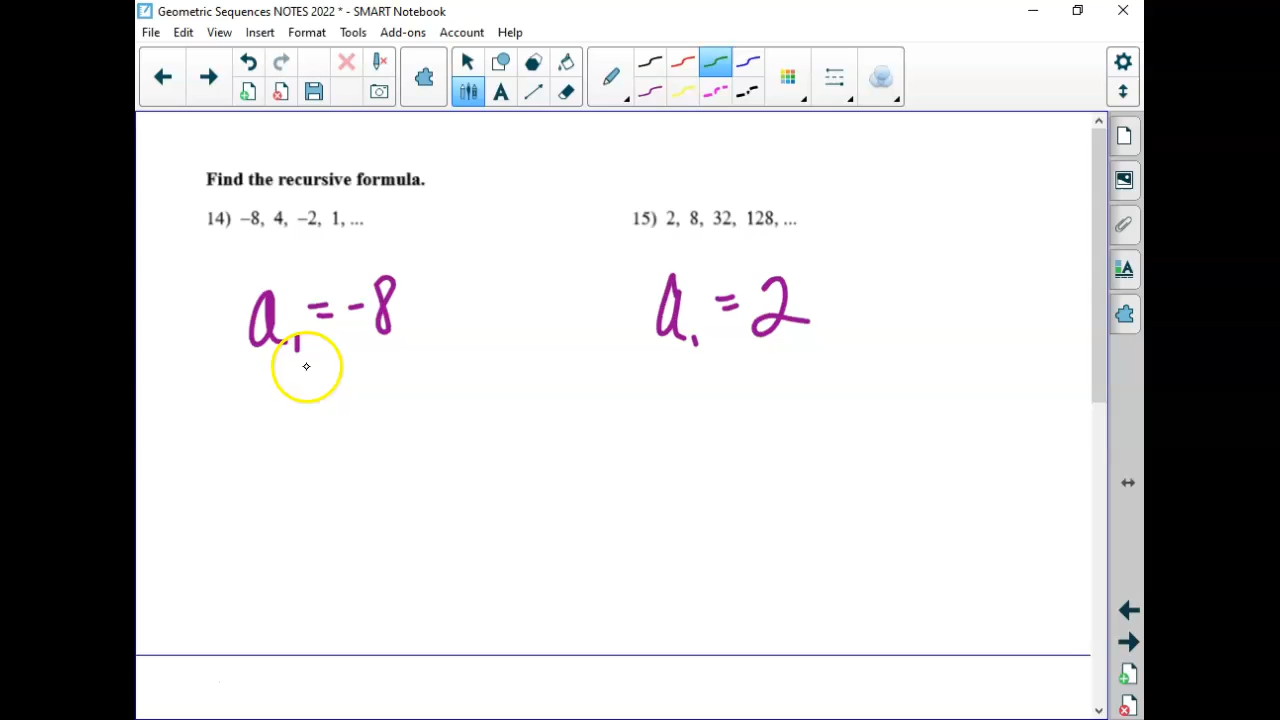 Geometric Sequences NOTES 2022 * - SMART Notebook
File Edit View Insert Format Tools Add-ons Account Help
Find the recursive formula.
14) –8, 4, –2, 1, ...
15) 2, 8, 32, 128, ...
a₁ = -8
a₁ = 2